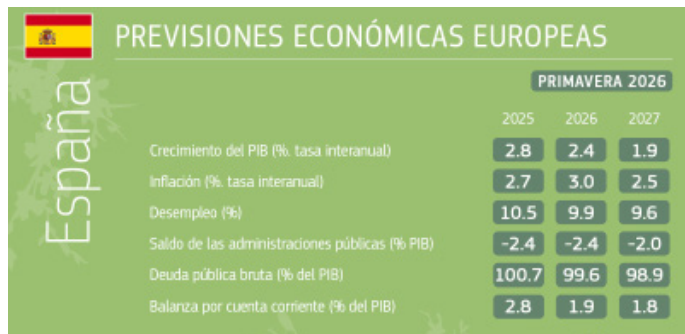 PREVISIONES ECONÓMICAS EUROPEAS
España
PRIMAVERA 2026
2025 2026 2027
Crecimiento del PIB (%. tasa interanual) 2.8 2.4 1.9
Inflación (%. tasa interanual) 2.7 3.0 2.5
Desempleo (%) 10.5 9.9 9.6
Saldo de las administraciones públicas (% PIB) -2.4 -2.4 -2.0
Deuda pública bruta (% del PIB) 100.7 99.6 98.9
Balanza por cuenta corriente (% del PIB) 2.8 1.9 1.8